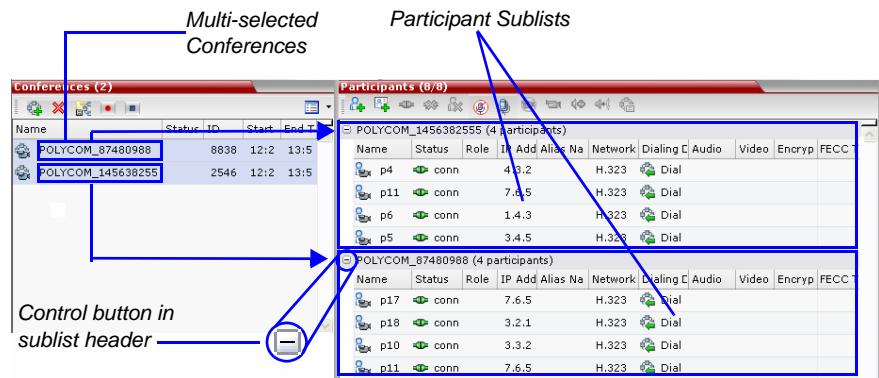 Multi-selected
Conferences
Participant Sublists
Conferences (2)
Participants (8/8)
Name Status ID Start End T
POLYCOM_87480988 8838 12:2 13:5
POLYCOM_145638255 2546 12:2 13:5
POLYCOM_1456382555 (4 participants)
Name Status Role IP Add Alias Na Network Dialing D Audio Video Encryp FECC T
p4 conn 4.3.2 H.323 Dial
p11 conn 7.6.5 H.323 Dial
p6 conn 1.4.3 H.323 Dial
p5 conn 3.4.5 H.323 Dial
POLYCOM_87480988 (4 participants)
Name Status Role IP Add Alias Na Network Dialing D Audio Video Encryp FECC T
p17 conn 7.6.5 H.323 Dial
p18 conn 3.2.1 H.323 Dial
p10 conn 3.3.2 H.323 Dial
p11 conn 7.6.5 H.323 Dial
Control button in
sublist header